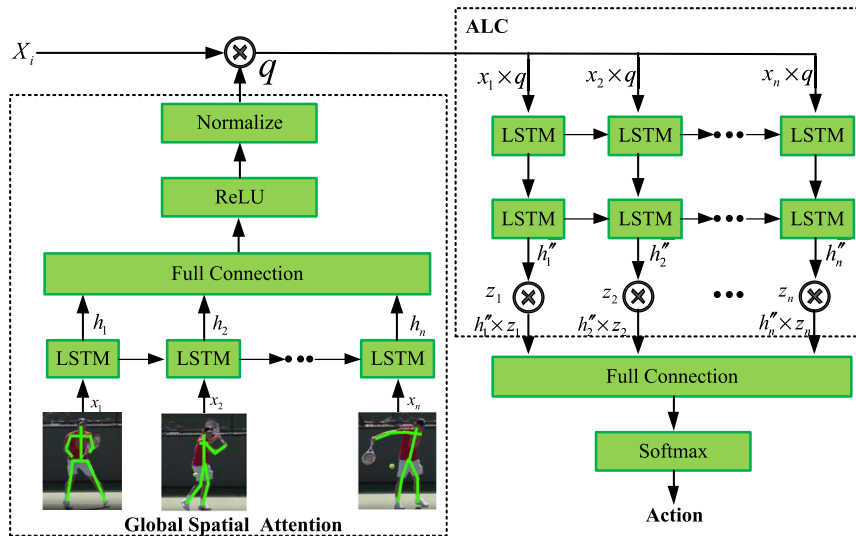 ALC
X_i
q
x_1 × q
x_2 × q
x_n × q
Normalize
LSTM
LSTM
•••
LSTM
ReLU
LSTM
LSTM
•••
LSTM
h''_1
h''_2
h''_n
Full Connection
z_1
z_2
•••
z_n
h_1
h_2
h_n
h''_1 × z_1
h''_2 × z_2
h''_n × z_n
LSTM
LSTM
•••
LSTM
Full Connection
x_1
x_2
x_n
Softmax
Action
Global Spatial Attention